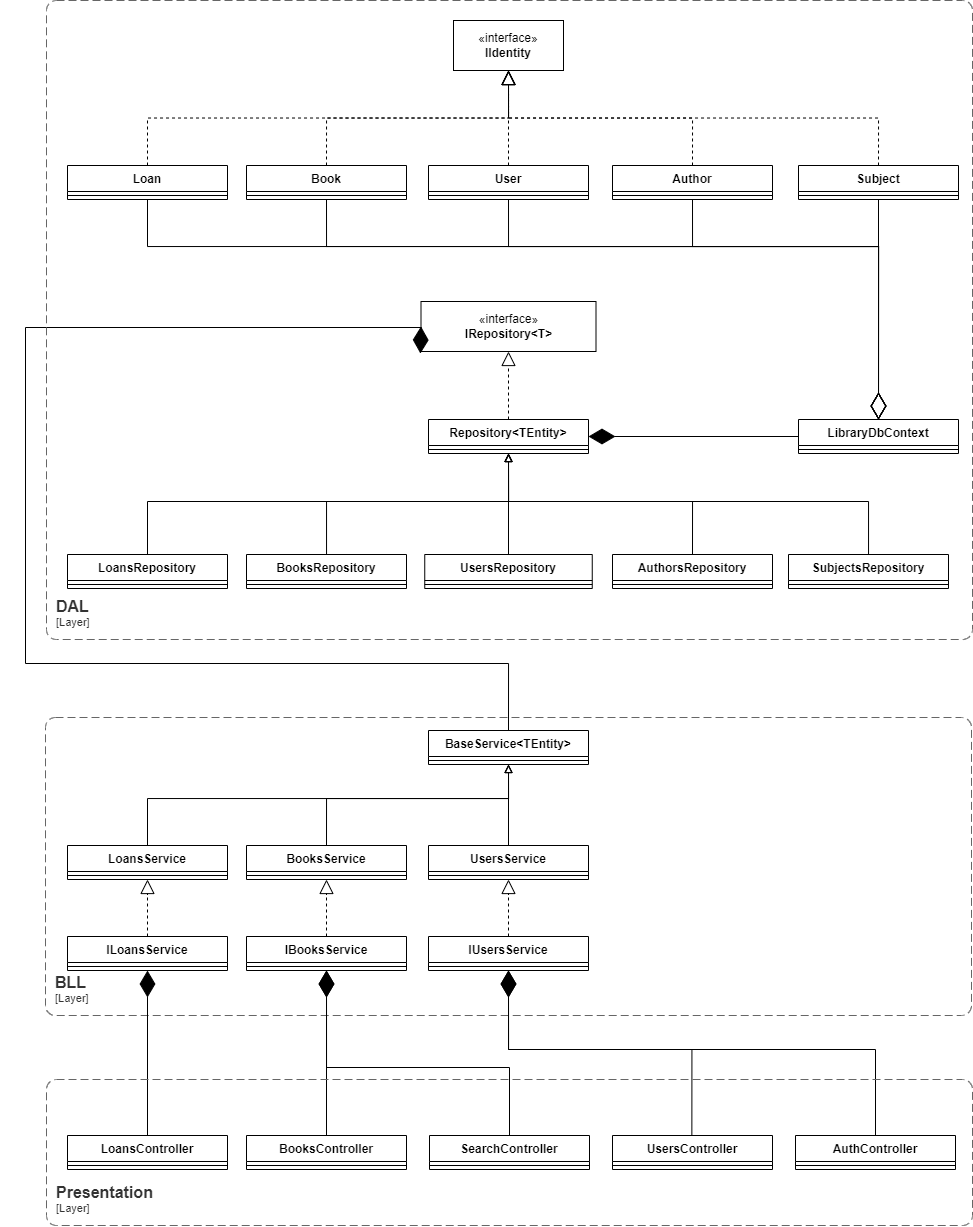 «interface»
IIdentity
Loan
Book
User
Author
Subject
«interface»
IRepository<T>
Repository<TEntity>
LibraryDbContext
LoansRepository
BooksRepository
UsersRepository
AuthorsRepository
SubjectsRepository
DAL
[Layer]
BaseService<TEntity>
LoansService
BooksService
UsersService
ILoansService
IBooksService
IUsersService
BLL
[Layer]
LoansController
BooksController
SearchController
UsersController
AuthController
Presentation
[Layer]